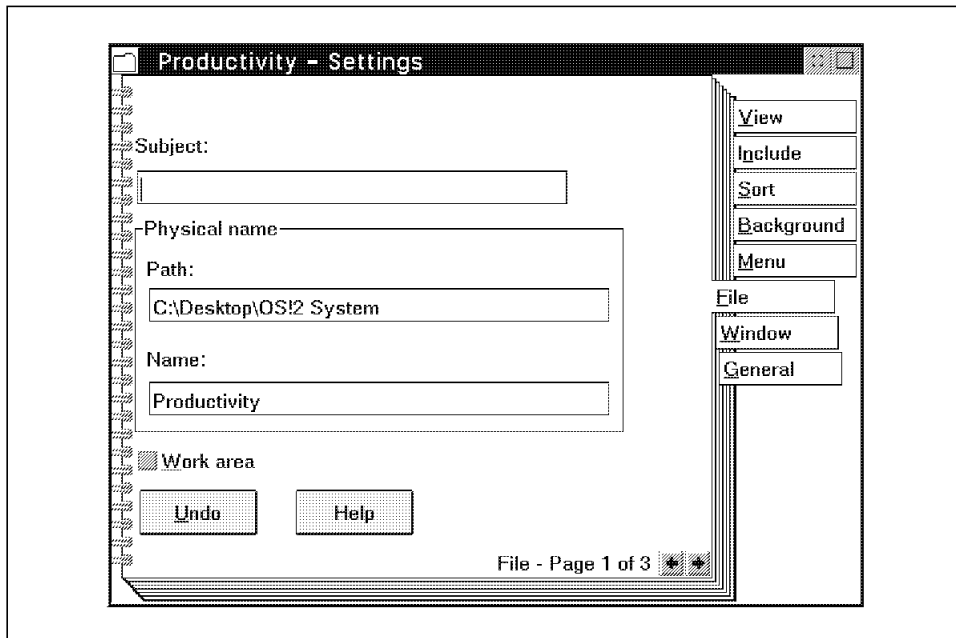 Productivity - Settings
View
Include
Sort
Background
Menu
File
Window
General
Subject:
Physical name
Path:
C:\Desktop\OS!2 System
Name:
Productivity
Work area
Undo
Help
File - Page 1 of 3